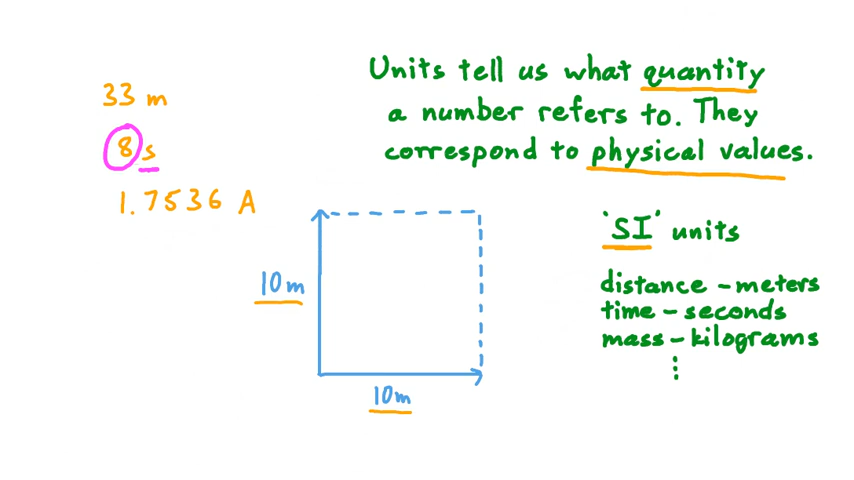 33 m
8 s
1.7536 A
Units tell us what quantity
a number refers to. They
correspond to physical values.
10m
10m
'SI' units
distance - meters
time - seconds
mass - kilograms
⋮